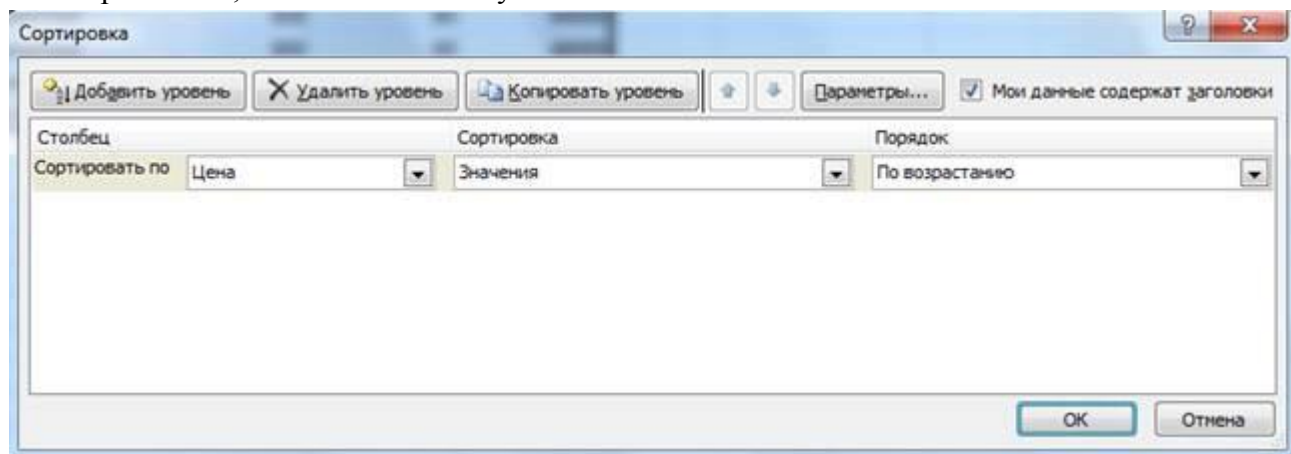 Сортировка
Добавить уровень Удалить уровень Копировать уровень Параметры... Мои данные содержат заголовки
Столбец Сортировка Порядок
Сортировать по Цена Значения По возрастанию
ОК Отмена